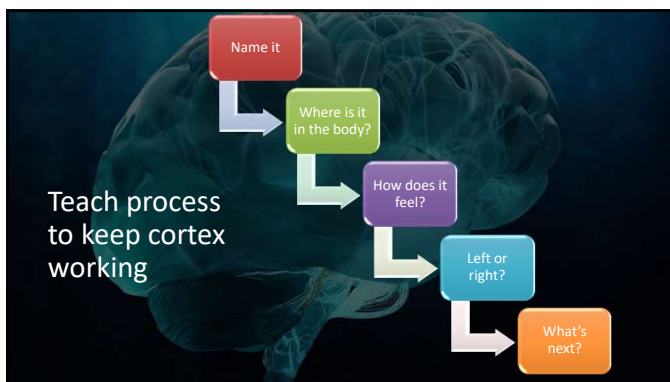 Name it
Where is it
in the body?
How does it
feel?
Teach process
to keep cortex
working
Left or
right?
What's
next?